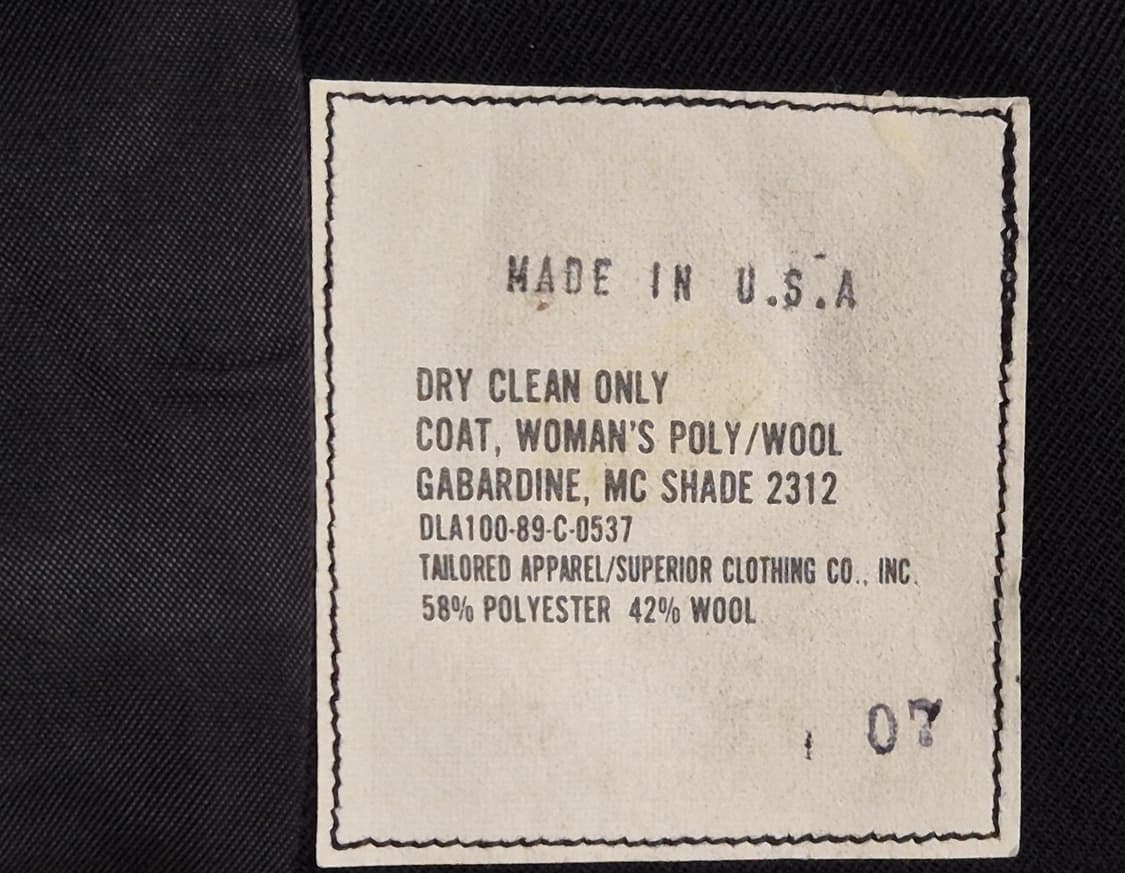 MADE IN U.S.A
DRY CLEAN ONLY
COAT, WOMAN'S POLY/WOOL
GABARDINE, MC SHADE 2312
DLA100-89-C-0537
TAILORED APPAREL/SUPERIOR CLOTHING CO., INC.
58% POLYESTER 42% WOOL
07